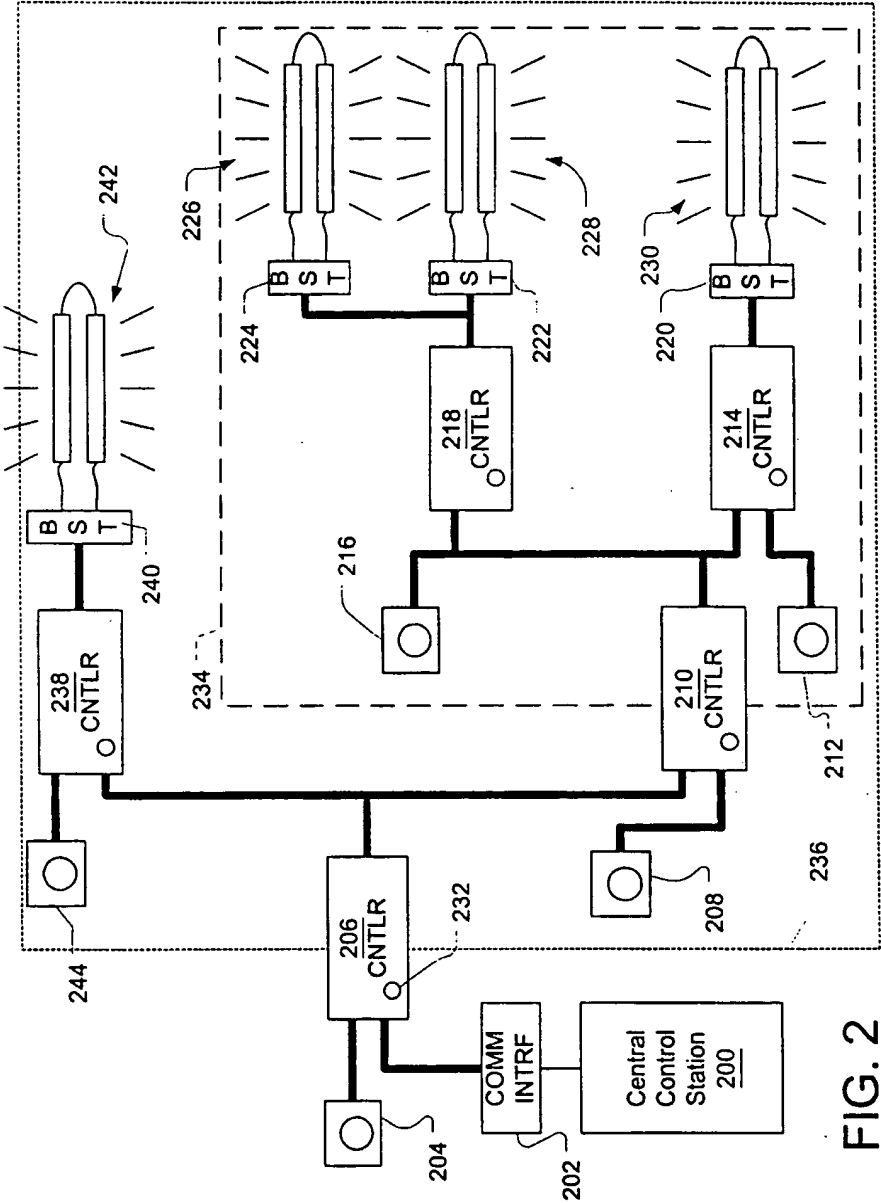 242
226
228
230
B
S
T
B
S
T
B
S
T
B
S
T
224
222
220
240
218
CNTLR
214
CNTLR
216
234
238
CNTLR
210
CNTLR
212
244
208
236
206
CNTLR
232
204
COMM
INTRF
202
Central
Control
Station
200
FIG. 2